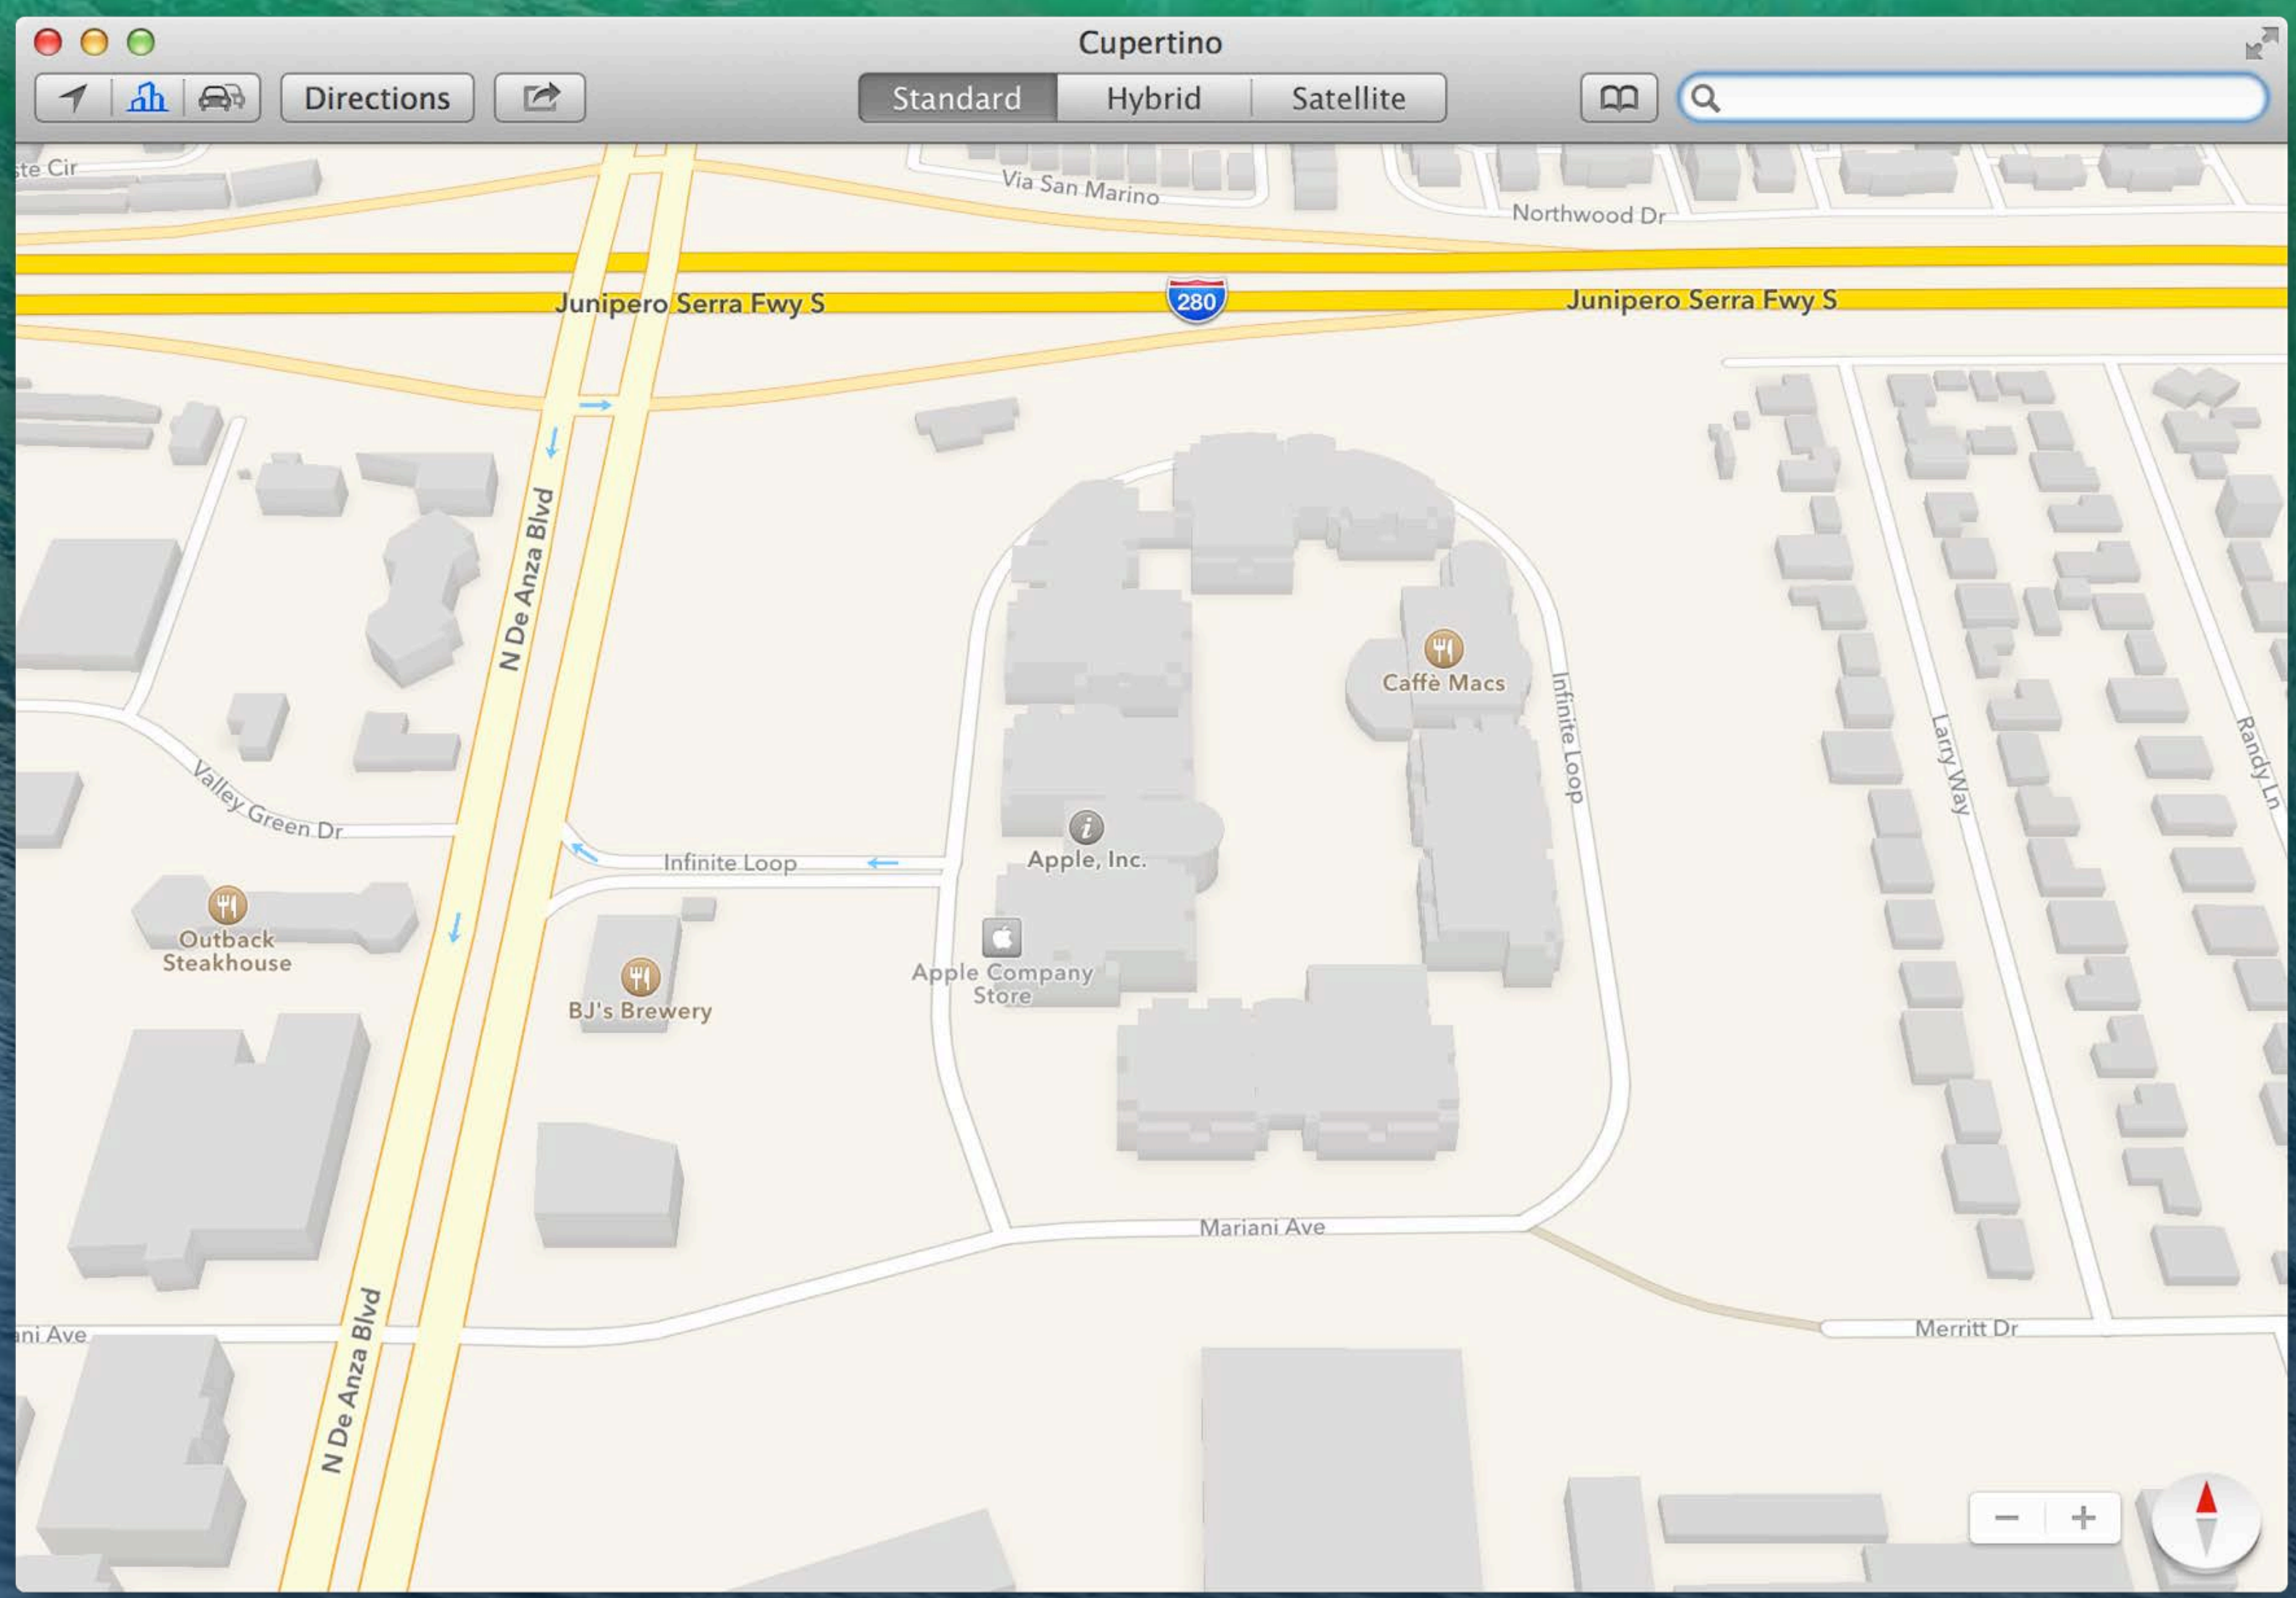 Cupertino
Directions
Standard
Hybrid
Satellite
ste Cir
Via San Marino
Northwood Dr
Junipero Serra Fwy S
280
Junipero Serra Fwy S
N De Anza Blvd
Caffè Macs
Infinite Loop
Larry Way
Randy Ln
Valley Green Dr
Infinite Loop
i
Apple, Inc.
Outback
Steakhouse
BJ's Brewery
Apple Company
Store
Mariani Ave
N De Anza Blvd
ani Ave
Merritt Dr